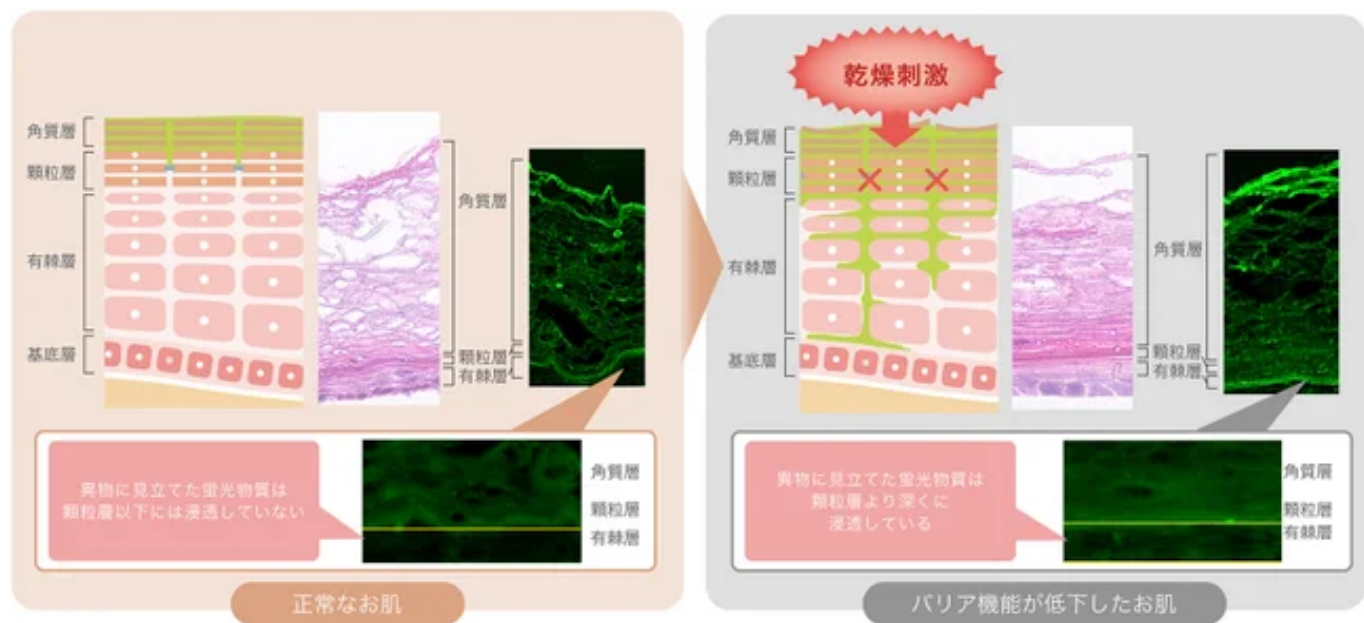 角質層
顆粒層
有棘層
基底層
角質層
顆粒層
有棘層
異物に見立てた蛍光物質は
顆粒層以下には浸透していない
角質層
顆粒層
有棘層
正常なお肌
乾燥刺激
角質層
顆粒層
有棘層
基底層
角質層
顆粒層
有棘層
異物に見立てた蛍光物質は
顆粒層より深くに
浸透している
角質層
顆粒層
有棘層
バリア機能が低下したお肌